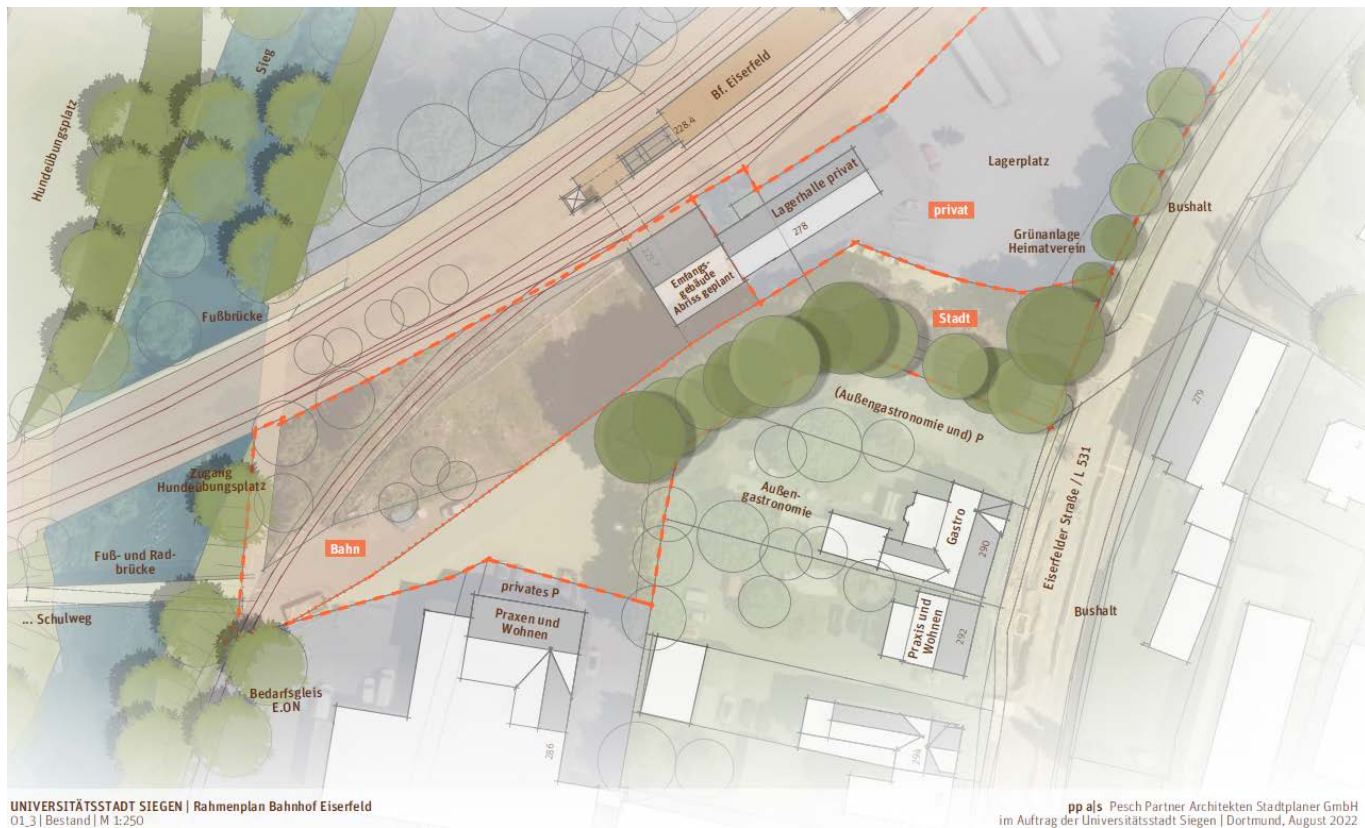 Sieg
Hundeübungsplatz
Bf. Eiserfeld
228.4
Lagerhalle privat
278
Lagerplatz
privat
Bushalt
Grünanlage
Heimatverein
Emfangs-
gebäude
Abriss geplant
Fußbrücke
Stadt
279
(Außengastronomie und) P
Zugang
Hundeübungsplatz
Außen-
gastronomie
Eiserfelder Straße / L 531
Gastro
290
Bahn
Fuß- und Rad-
brücke
privates P
... Schulweg
Praxen und
Wohnen
Praxis und
Wohnen
292
Bushalt
Bedarfsgleis
E.ON
286
294
UNIVERSITÄTSSTADT SIEGEN | Rahmenplan Bahnhof Eiserfeld
01_3 | Bestand | M 1:250
pp a|s Pesch Partner Architekten Stadtplaner GmbH
im Auftrag der Universitätsstadt Siegen | Dortmund, August 2022